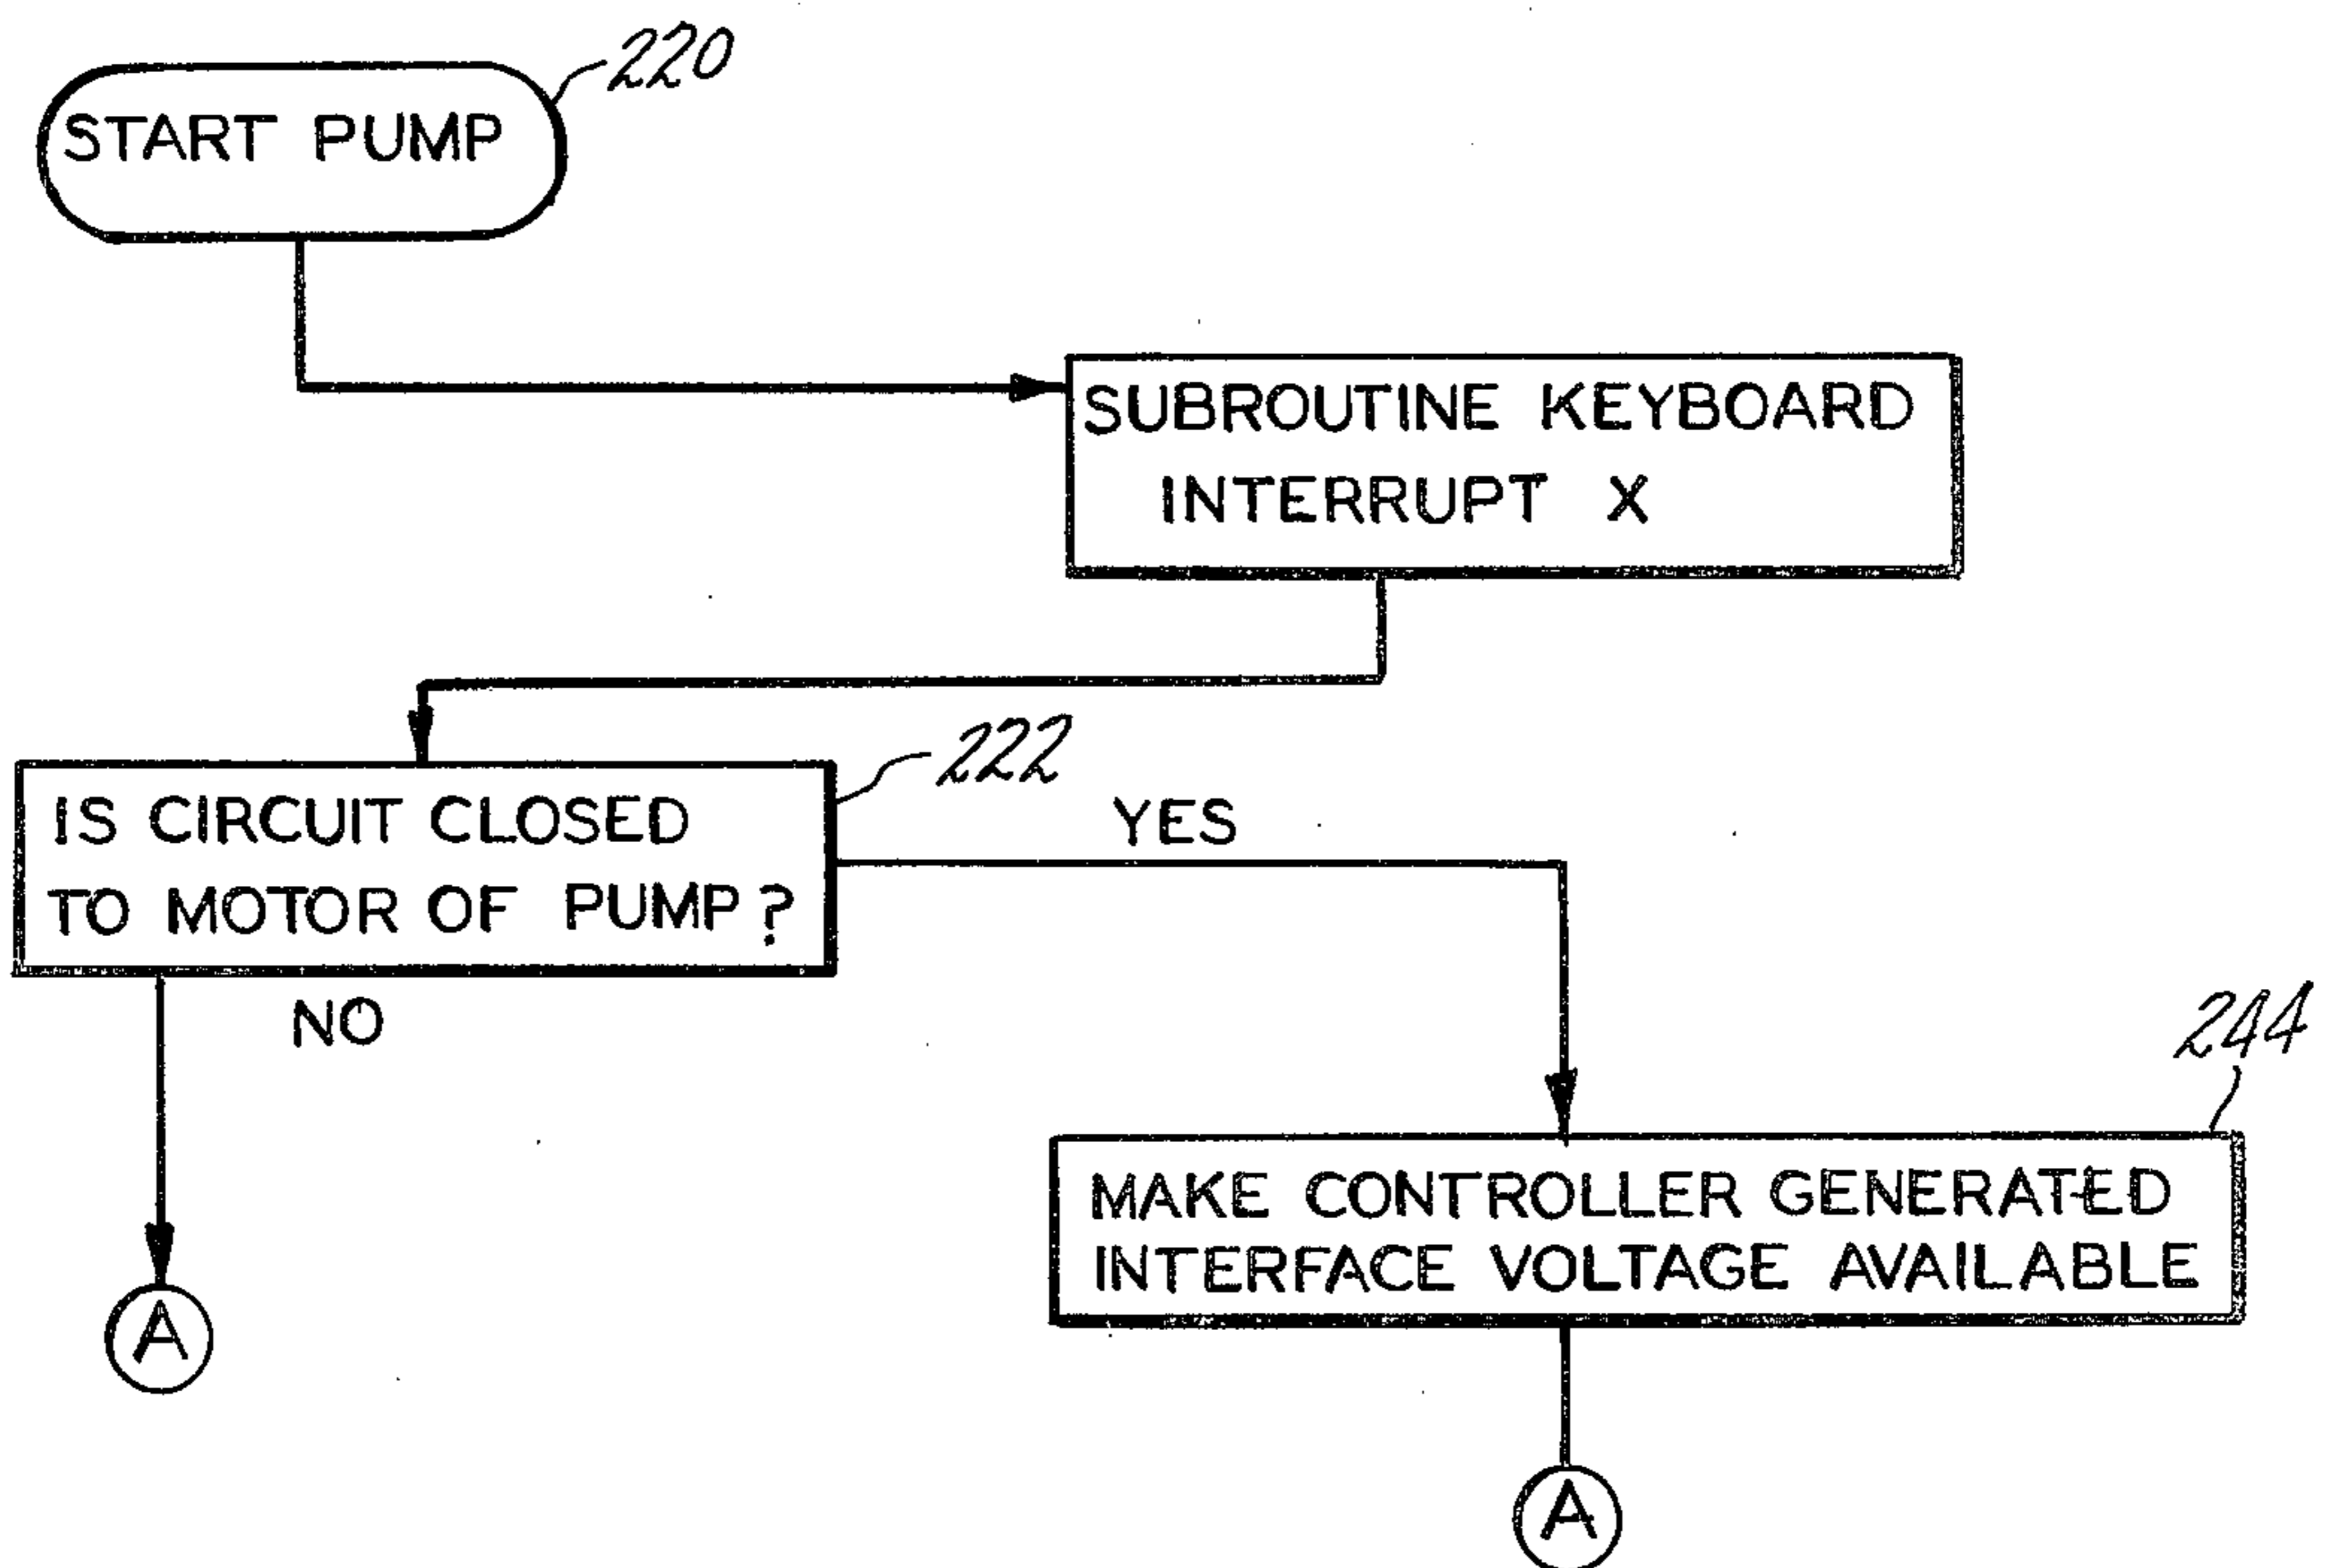 220
START PUMP
SUBROUTINE KEYBOARD
INTERRUPT X
222
IS CIRCUIT CLOSED
TO MOTOR OF PUMP?
YES
NO
244
MAKE CONTROLLER GENERATED
INTERFACE VOLTAGE AVAILABLE
A
A